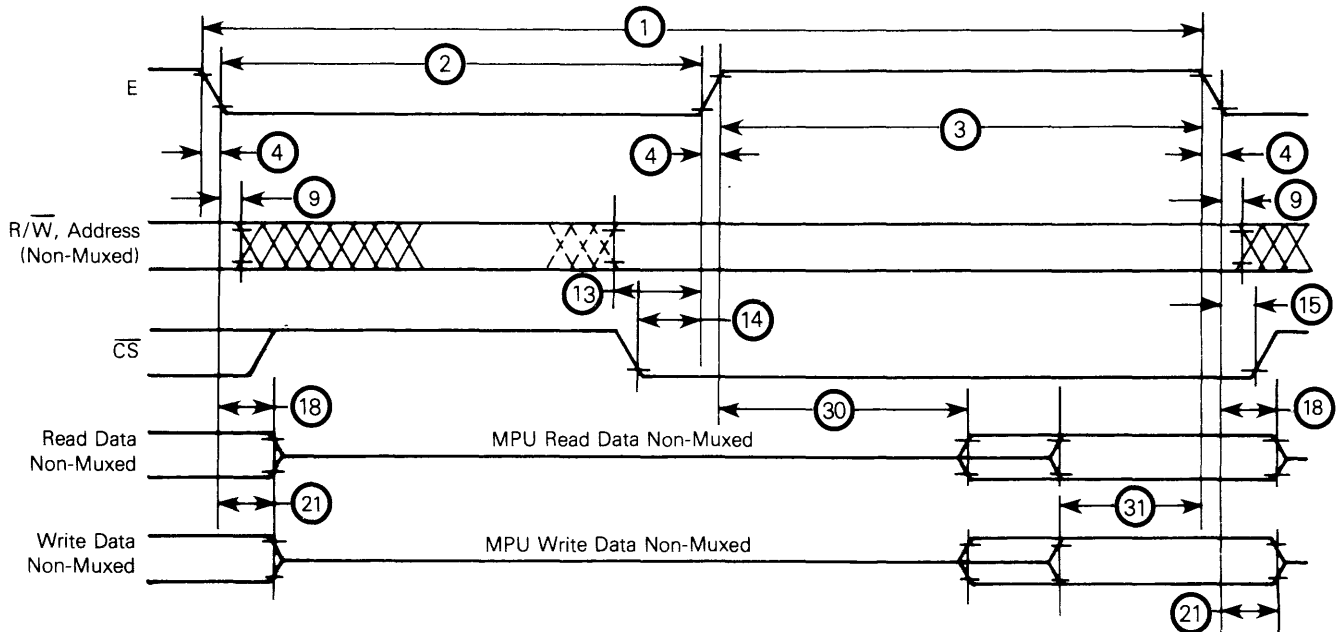 1
2
E
3
4
4
4
9
9
R/W̅, Address
(Non-Muxed)
13
14
15
C̅S̅
18
30
18
Read Data
Non-Muxed
MPU Read Data Non-Muxed
21
31
Write Data
Non-Muxed
MPU Write Data Non-Muxed
21